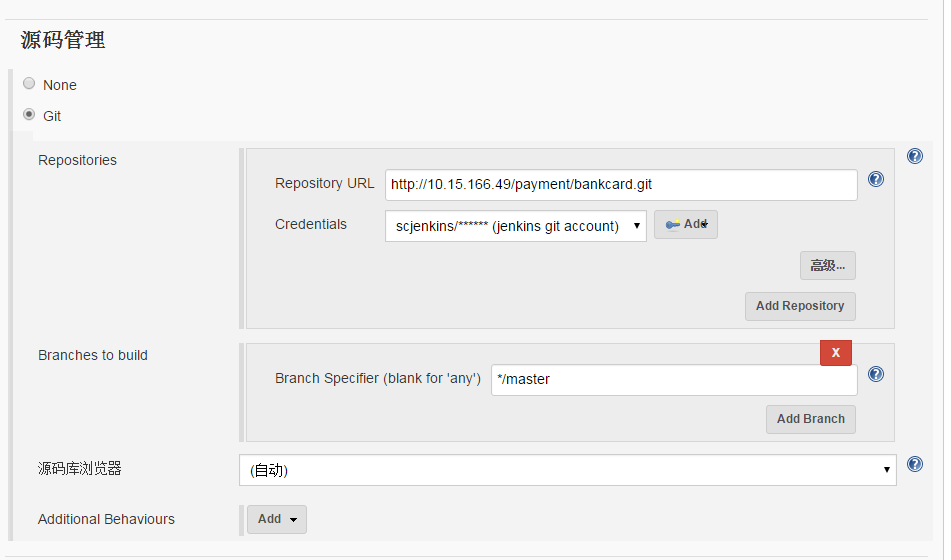 源码管理
None
Git
Repositories
Repository URL http://10.15.166.49/payment/bankcard.git
Credentials scjenkins/****** (jenkins git account) Add
高级...
Add Repository
Branches to build
X
Branch Specifier (blank for 'any') */master
Add Branch
源码库浏览器 (自动)
Additional Behaviours Add